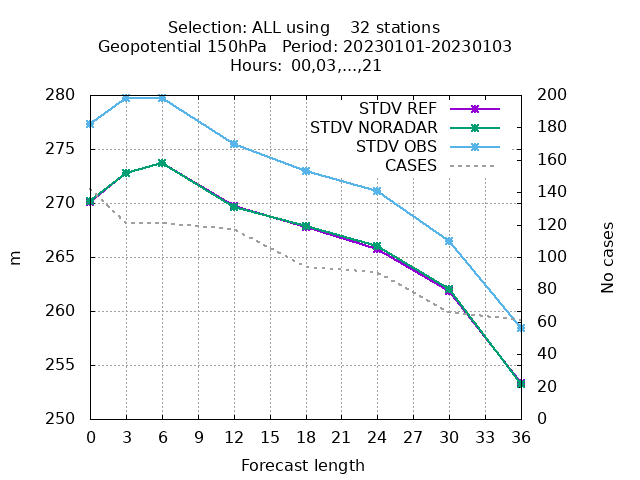 Selection: ALL using 32 stations
Geopotential 150hPa Period: 20230101-20230103
Hours: 00,03,...,21
280 200
STDV REF
180
STDV NORADAR
275
STDV OBS
160
CASES
270 140
120
265 100
m
No cases
80
260
60
255 40
20
250 0
0 3 6 9 12 15 18 21 24 27 30 33 36
Forecast length